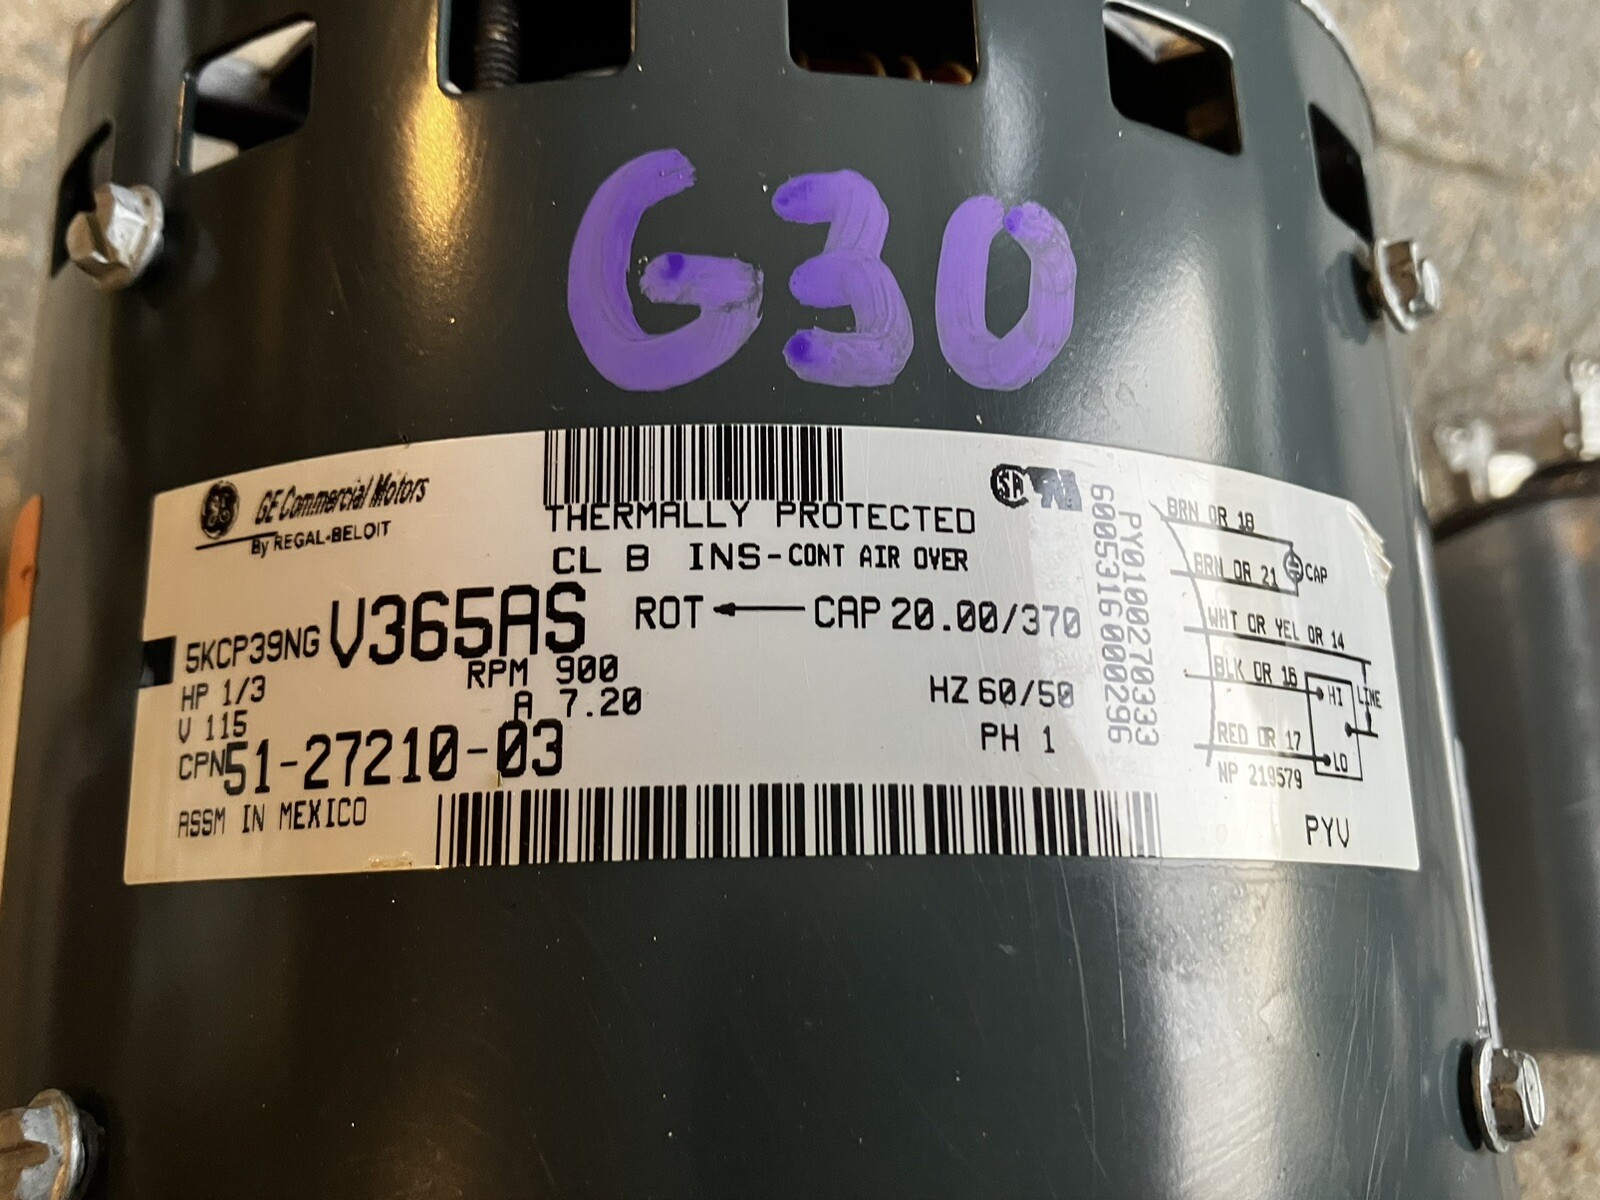 G30
GE Commercial Motors
By REGAL-BELOIT
THERMALLY PROTECTED
CL B INS-CONT AIR OVER
5KCP39NG V365AS
ROT CAP 20.00/370
HP 1/3
RPM 900
V 115
A 7.20
HZ 60/50
PH 1
CPN 51-27210-03
ASSM IN MEXICO
PY0100270333
6005316000296
BRN OR 18
BRN OR 21
CAP
WHT OR YEL OR 14
BLK OR 16
HI
LINE
RED OR 17
LO
NP 219579
PYV